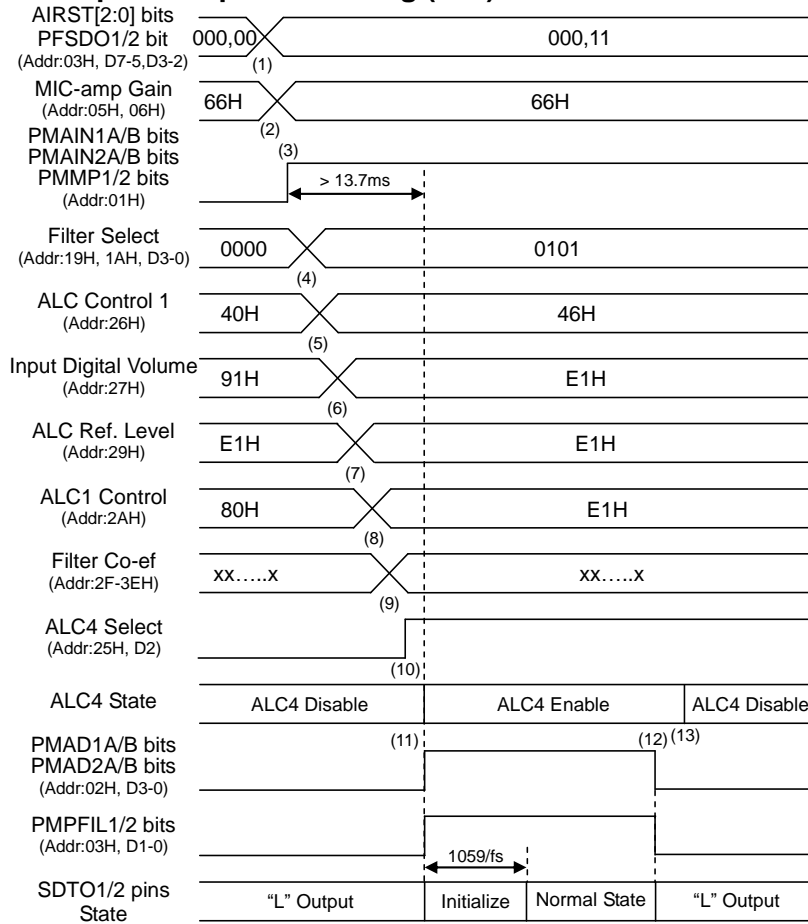 AIRST[2:0] bits
PFSDO1/2 bit
(Addr:03H, D7-5,D3-2)
000,00
000,11
(1)
MIC-amp Gain
(Addr:05H, 06H)
66H
66H
(2)
PMAIN1A/B bits
PMAIN2A/B bits
PMMP1/2 bits
(Addr:01H)
(3)
> 13.7ms
Filter Select
(Addr:19H, 1AH, D3-0)
0000
0101
(4)
ALC Control 1
(Addr:26H)
40H
46H
(5)
Input Digital Volume
(Addr:27H)
91H
E1H
(6)
ALC Ref. Level
(Addr:29H)
E1H
E1H
(7)
ALC1 Control
(Addr:2AH)
80H
E1H
(8)
Filter Co-ef
(Addr:2F-3EH)
xx…..x
xx…..x
(9)
ALC4 Select
(Addr:25H, D2)
(10)
ALC4 State
ALC4 Disable
ALC4 Enable
ALC4 Disable
PMAD1A/B bits
PMAD2A/B bits
(Addr:02H, D3-0)
(11)
(12)
(13)
PMPFIL1/2 bits
(Addr:03H, D1-0)
1059/fs
SDTO1/2 pins
State
“L” Output
Initialize
Normal State
“L” Output